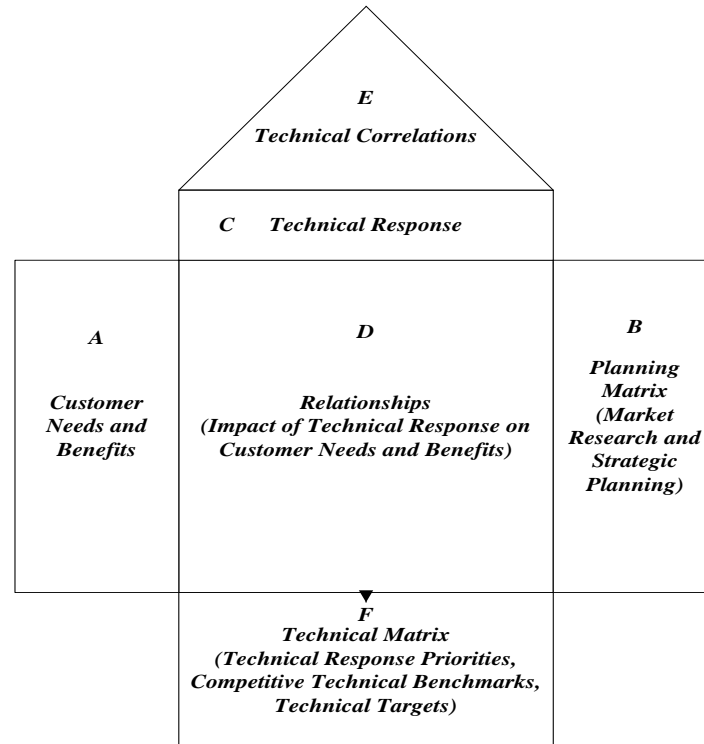 E
Technical Correlations
C Technical Response
A
Customer
Needs and
Benefits
D
Relationships
(Impact of Technical Response on
Customer Needs and Benefits)
B
Planning
Matrix
(Market
Research and
Strategic
Planning)
F
Technical Matrix
(Technical Response Priorities,
Competitive Technical Benchmarks,
Technical Targets)